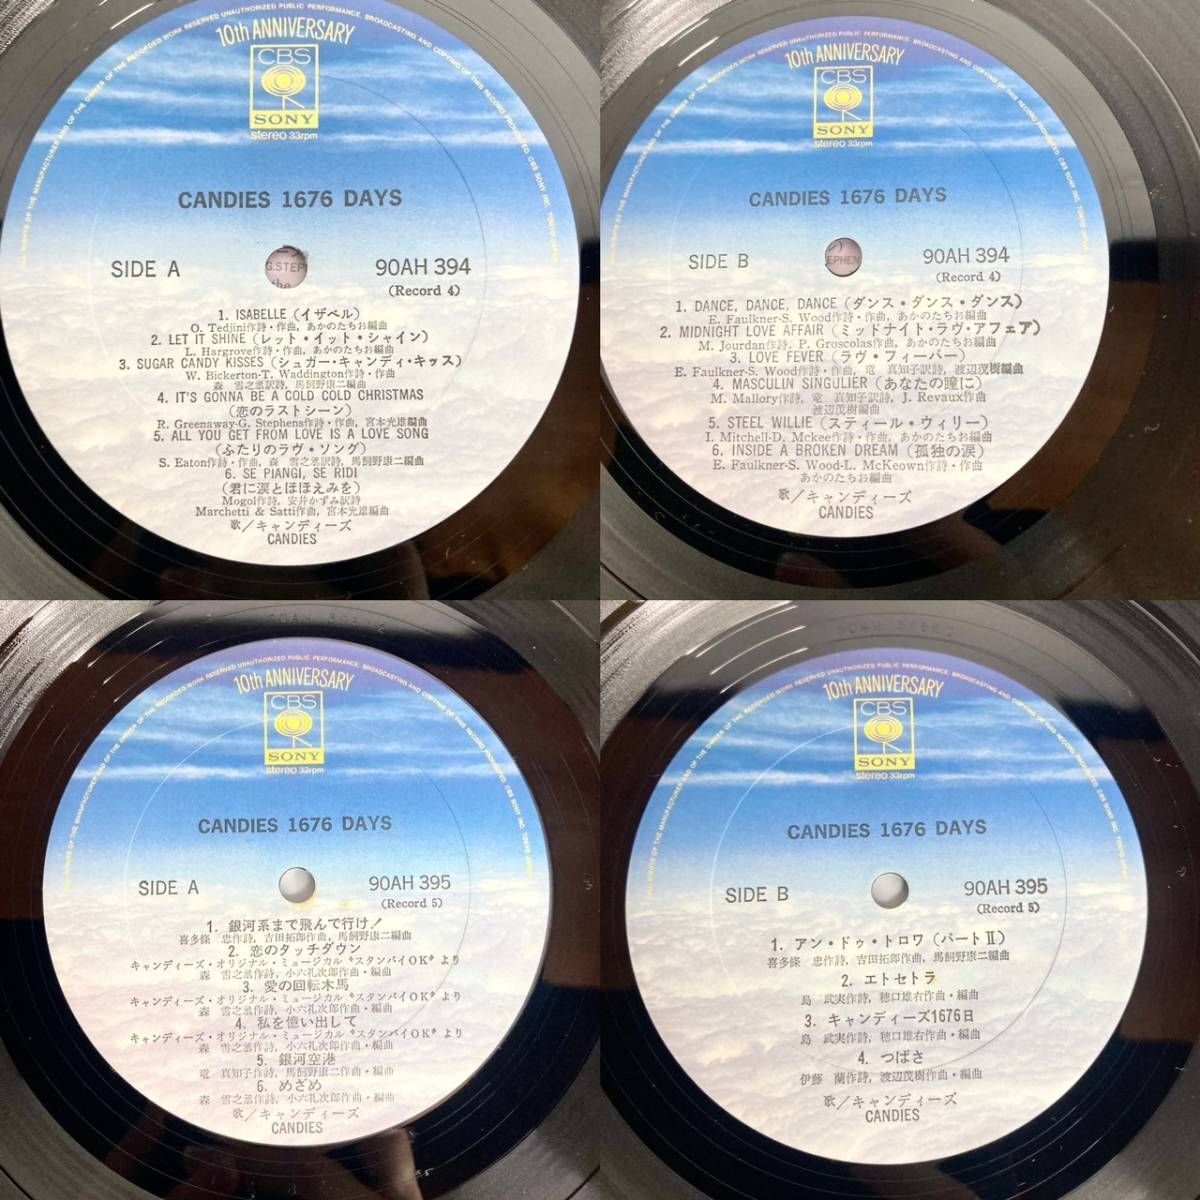 ALL RIGHTS OF THE MANUFACTURER AND OF THE OWNER OF THE RECORDED WORK RESERVED UNAUTHORIZED PUBLIC PERFORMANCE, BROADCASTING AND COPYING OF THIS RECORD PROHIBITED. CBS SONY INC. TOKYO JAPAN
10th ANNIVERSARY
CBS
SONY
stereo 33rpm
CANDIES 1676 DAYS
SIDE A
G.STEP
the
90AH 394
(Record 4)
1. ISABELLE (イザベル)
O. Tedjini作詩・作曲, あかのたちお編曲
2. LET IT SHINE (レット・イット・シャイン)
L. Hargrove作詩・作曲, あかのたちお編曲
3. SUGAR CANDY KISSES (シュガー・キャンディ・キッス)
W. Bickerton-T. Waddington作詩・作曲
森 雪之丞訳詩, 馬飼野康二編曲
4. IT'S GONNA BE A COLD COLD CHRISTMAS
(恋のラストシーン)
R. Greenaway-G. Stephens作詩・作曲, 宮本光雄編曲
5. ALL YOU GET FROM LOVE IS A LOVE SONG
(ふたりのラヴ・ソング)
S. Eaton作詩・作曲, 森 雪之丞訳詩, 馬飼野康二編曲
6. SE PIANGI, SE RIDI
(君に涙とほほえみを)
Mogol作詩, 安井かずみ訳詩
Marchetti & Satti作曲, 宮本光雄編曲
歌/キャンディーズ
CANDIES
10th ANNIVERSARY
CBS
SONY
stereo 33rpm
CANDIES 1676 DAYS
SIDE B
EPHEN
90AH 394
(Record 4)
1. DANCE, DANCE, DANCE (ダンス・ダンス・ダンス)
E. Faulkner-S. Wood作詩・作曲, あかのたちお編曲
2. MIDNIGHT LOVE AFFAIR (ミッドナイト・ラヴ・アフェア)
M. Jourdan作詩, P. Groscolas作曲, あかのたちお編曲
3. LOVE FEVER (ラヴ・フィーバー)
E. Faulkner-S. Wood作詩・作曲, 竜 真知子訳詩, 渡辺茂樹編曲
4. MASCULIN SINGULIER (あなたの瞳に)
M. Mallory作詩, 竜 真知子訳詩, J. Revaux作曲
渡辺茂樹編曲
5. STEEL WILLIE (スティール・ウィリー)
I. Mitchell-D. Mckee作詩・作曲, あかのたちお編曲
6. INSIDE A BROKEN DREAM (孤独の涙)
E. Faulkner-S. Wood-L. McKeown作詩・作曲
あかのたちお編曲
歌/キャンディーズ
CANDIES
10th ANNIVERSARY
CBS
SONY
stereo 33rpm
CANDIES 1676 DAYS
SIDE A
90AH 395
(Record 5)
1. 銀河系まで飛んで行け!
喜多條 忠作詩, 吉田拓郎作曲, 馬飼野康二編曲
2. 恋のタッチダウン
キャンディーズ・オリジナル・ミュージカル“スタンバイOK”より
森 雪之丞作詩, 小六礼次郎作曲・編曲
3. 愛の回転木馬
キャンディーズ・オリジナル・ミュージカル“スタンバイOK”より
森 雪之丞作詩, 小六礼次郎作曲・編曲
4. 私を憶い出して
キャンディーズ・オリジナル・ミュージカル“スタンバイOK”より
森 雪之丞作詩, 小六礼次郎作曲・編曲
5. 銀河空港
竜 真知子作詩, 馬飼野康二作曲・編曲
6. めざめ
森 雪之丞作詩, 小六礼次郎作曲・編曲
歌/キャンディーズ
CANDIES
10th ANNIVERSARY
CBS
SONY
stereo 33rpm
CANDIES 1676 DAYS
SIDE B
90AH 395
(Record 5)
1. アン・ドゥ・トロワ (パートⅡ)
喜多條 忠作詩, 吉田拓郎作曲, 馬飼野康二編曲
2. エトセトラ
島 武実作詩, 穂口雄右作曲・編曲
3. キャンディーズ1676日
島 武実作詩, 穂口雄右作曲・編曲
4. つばさ
伊藤 蘭作詩, 渡辺茂樹作曲・編曲
歌/キャンディーズ
CANDIES